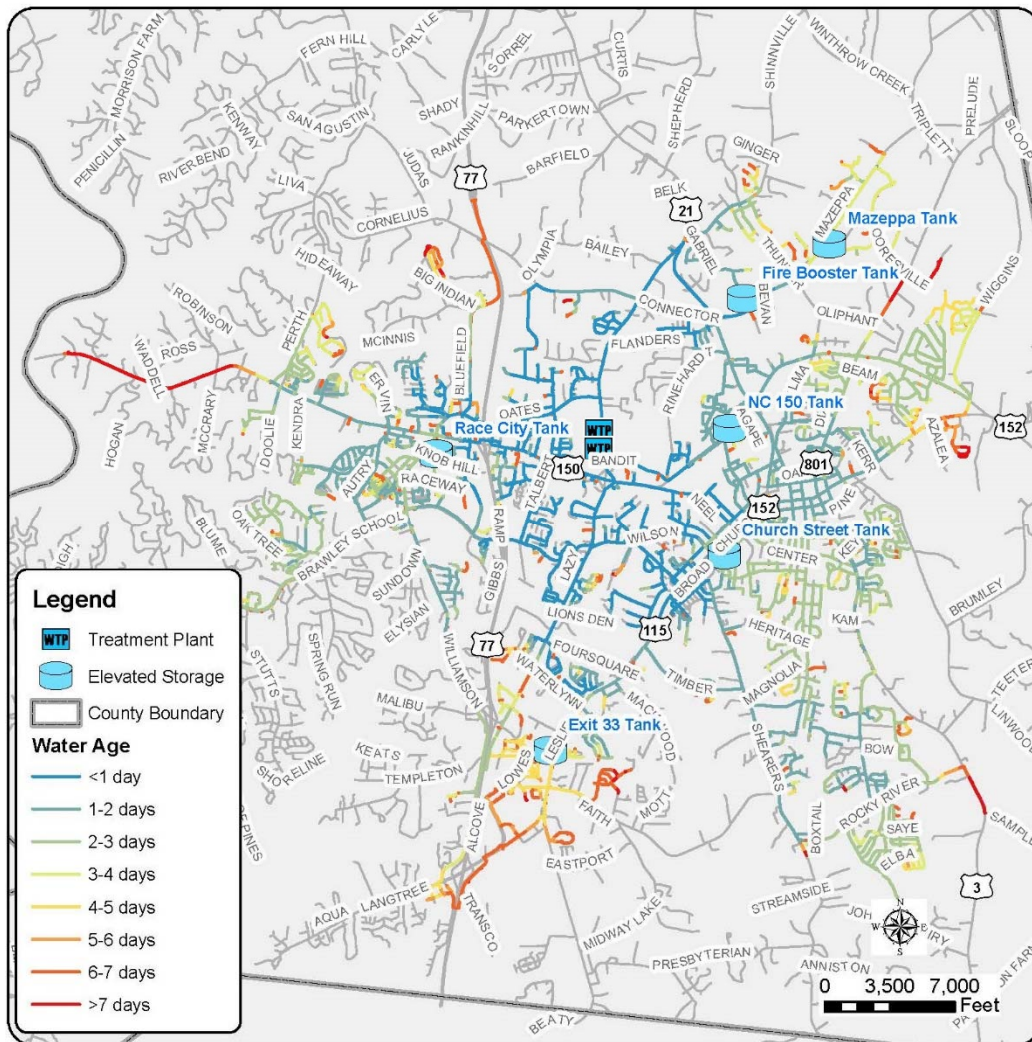 FERN HILL
CARLYLE
SORREL
CURTIS
SHINNVILLE
WINTHROW CREEK
MORRISON FARM
PENICILLIN
KENWAY
SAN AGUSTIN
SHADY
RANKINHILL
PARKERTOWN
SHEPHERD
TRIPLETT
PRELUDE
SLOOP
RIVERBEND
JUDAS
BARFIELD
GINGER
77
LIVA
BELK
21
MAZEPPA
Mazeppa Tank
CORNELIUS
OLYMPIA
BAILEY
GABRIEL
HIDEAWAY
BIG INDIAN
Fire Booster Tank
BEVAN
WIGGINS
ROBINSON
PERTH
CONNECTOR
OLIPHANT
ROSS
WADDELL
MCINNIS
BLUEFIELD
FLANDERS
BEAM
ERVIN
HOGAN
MCCRARY
DOOLIE
KENDRA
OATES
AGAPE
NC 150 Tank
Race City Tank
WTP
WTP
AZALEA
152
KNOB HILL
150
BANDIT
801
KERR
AUTRY
RACEWAY
TALBERT
NEEL
152
PINE
OAK TREE
BLUME
BRAWLEY SCHOOL
RAMP
WILSON
Church Street Tank
CENTER
KEY
SUNDOWN
GIBBS
LAZY
BROAD
BRUMLEY
ELYSIAN
LIONS DEN
115
HERITAGE
KAM
77
FOURSQUARE
WILLIAMSON
WATERLYNN
TIMBER
MAGNOLIA
STUTTS
SPRING RUN
MALIBU
TEETER
LINWOOD
Exit 33 Tank
LESLIE
SHEARERS
BOW
SHORELINE
KEATS
TEMPLETON
LOWES
MOTT
FAITH
ROCKY RIVER
BOXTAIL
SAYE
ELBA
SAMPLE
ALCOVE
EASTPORT
3
AQUA
LANGTREE
TRANSCO
STREAMSIDE
MIDWAY LAKE
PRESBYTERIAN
ANNISTON
BEATY
Legend
WTP Treatment Plant
Elevated Storage
County Boundary
Water Age
<1 day
1-2 days
2-3 days
3-4 days
4-5 days
5-6 days
6-7 days
>7 days
N
W E
S
0 3,500 7,000
Feet